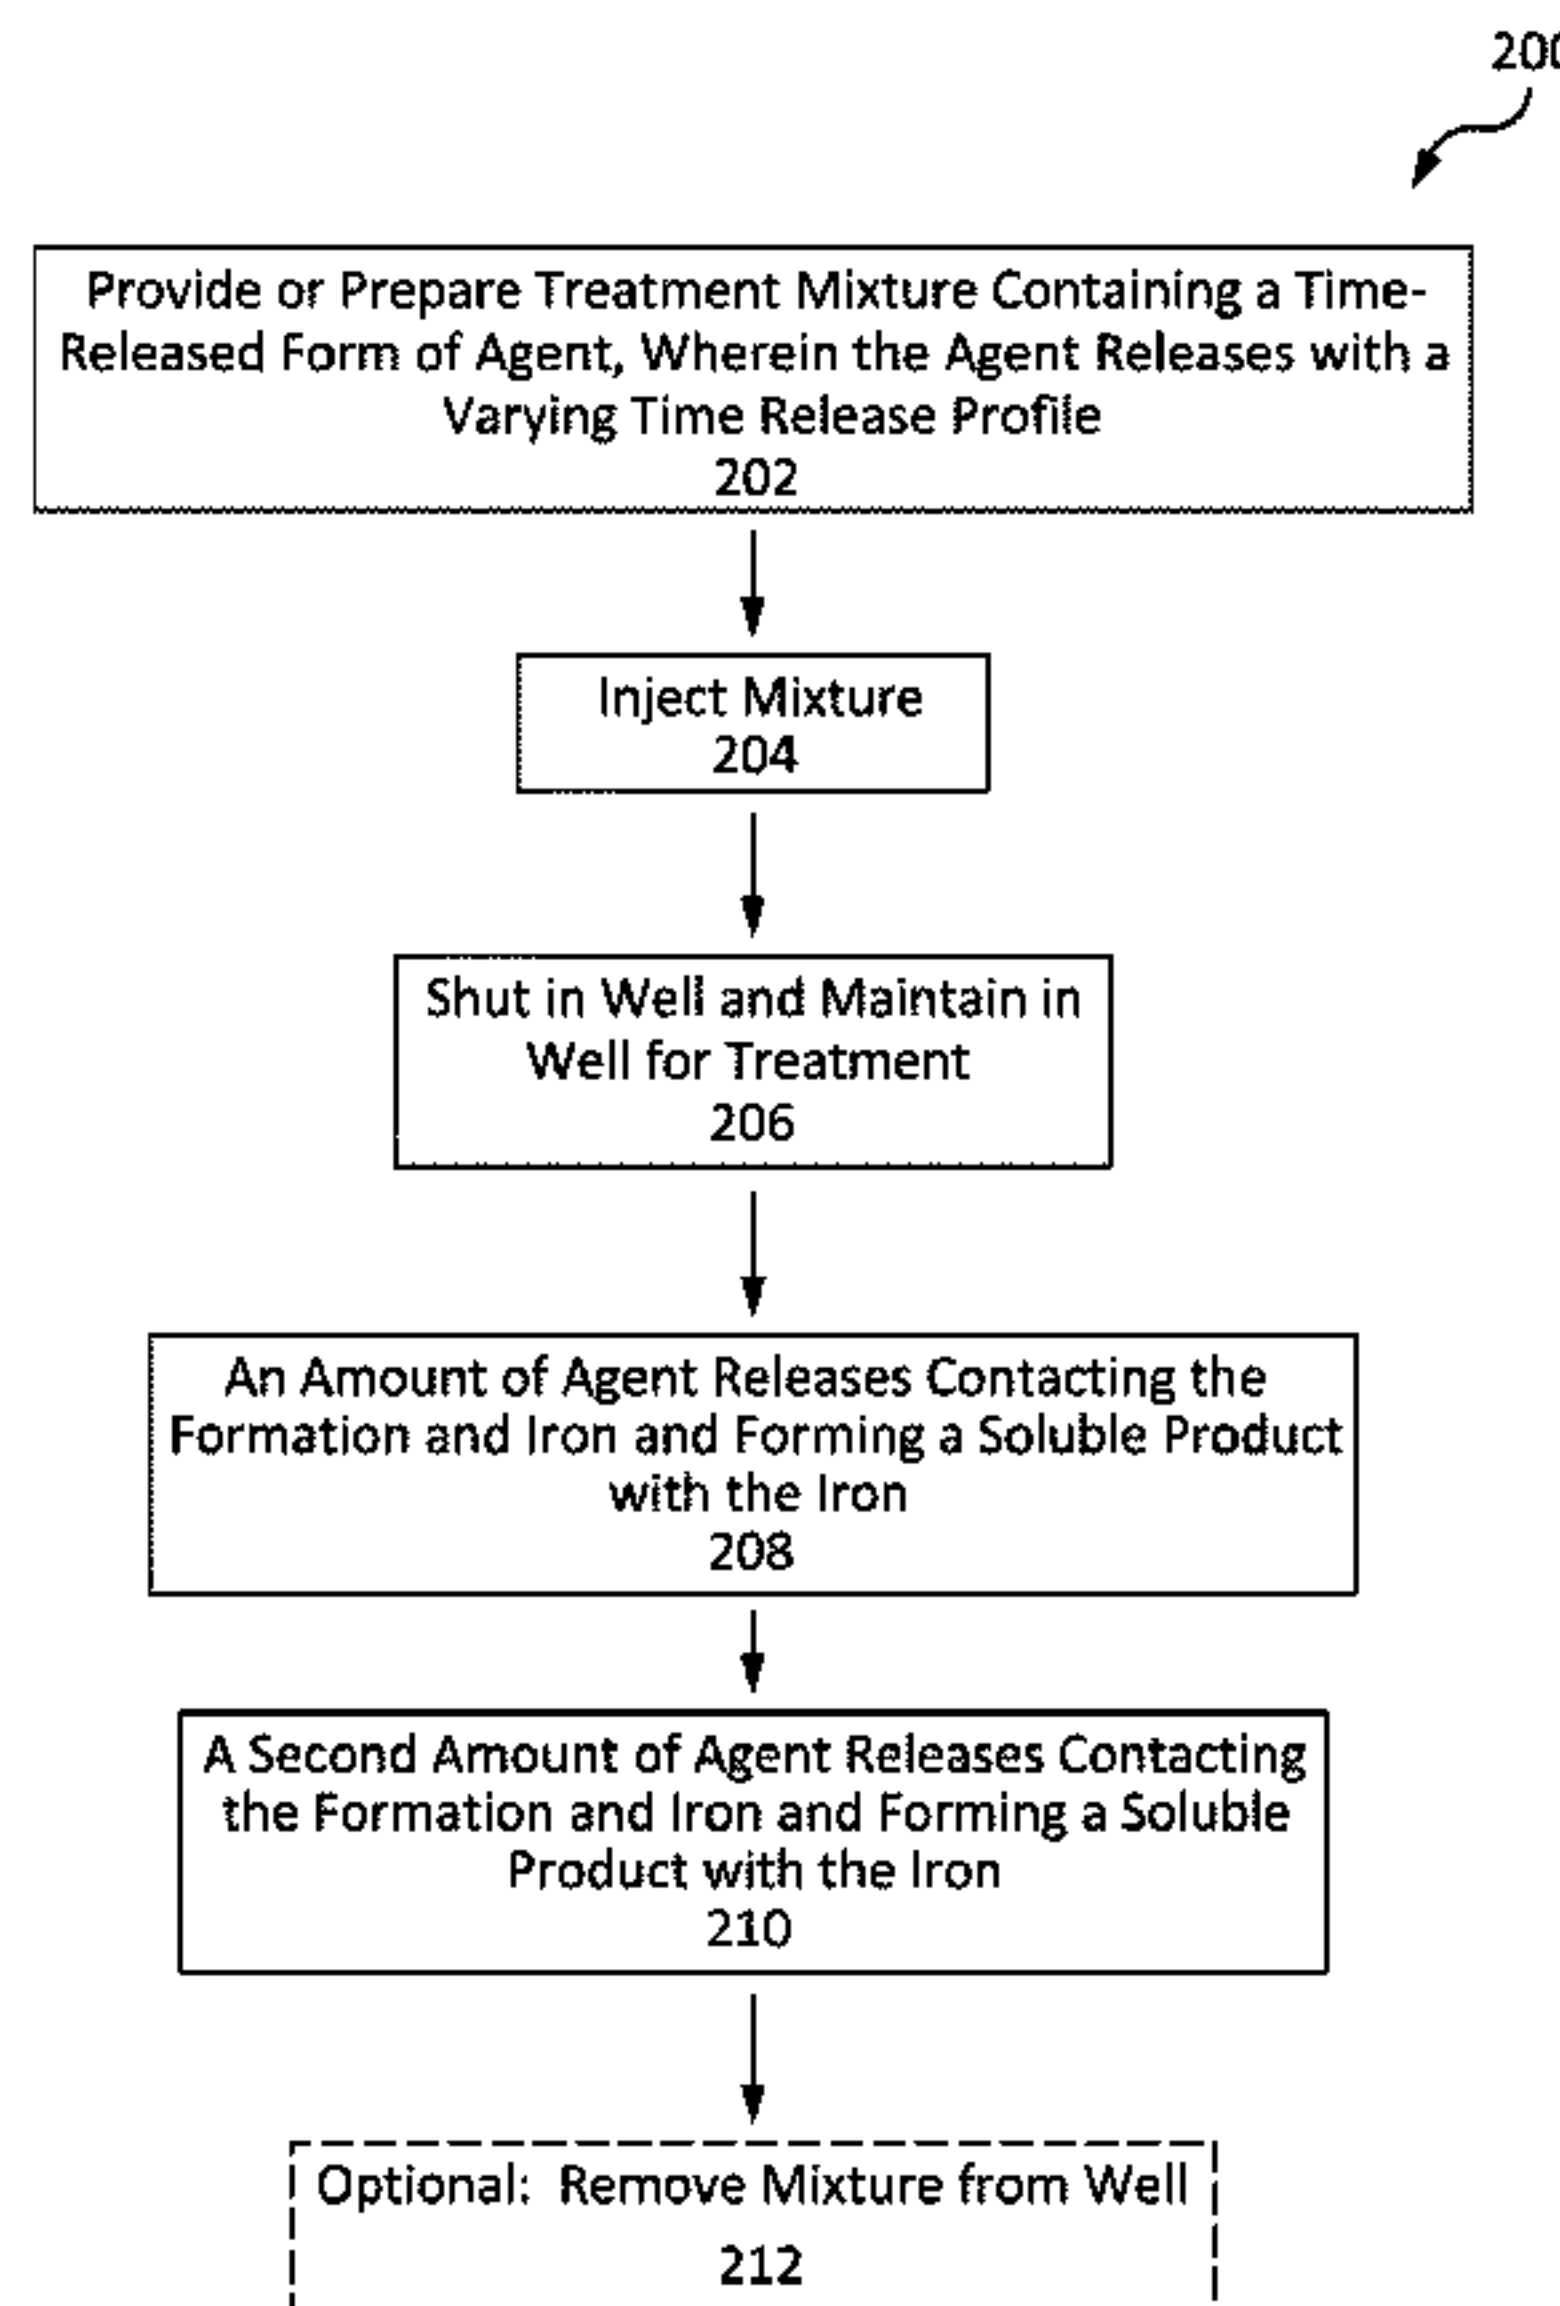 200
Provide or Prepare Treatment Mixture Containing a Time-
Released Form of Agent, Wherein the Agent Releases with a
Varying Time Release Profile
202
Inject Mixture
204
Shut in Well and Maintain in
Well for Treatment
206
An Amount of Agent Releases Contacting the
Formation and Iron and Forming a Soluble Product
with the Iron
208
A Second Amount of Agent Releases Contacting
the Formation and Iron and Forming a Soluble
Product with the Iron
210
Optional: Remove Mixture from Well
212